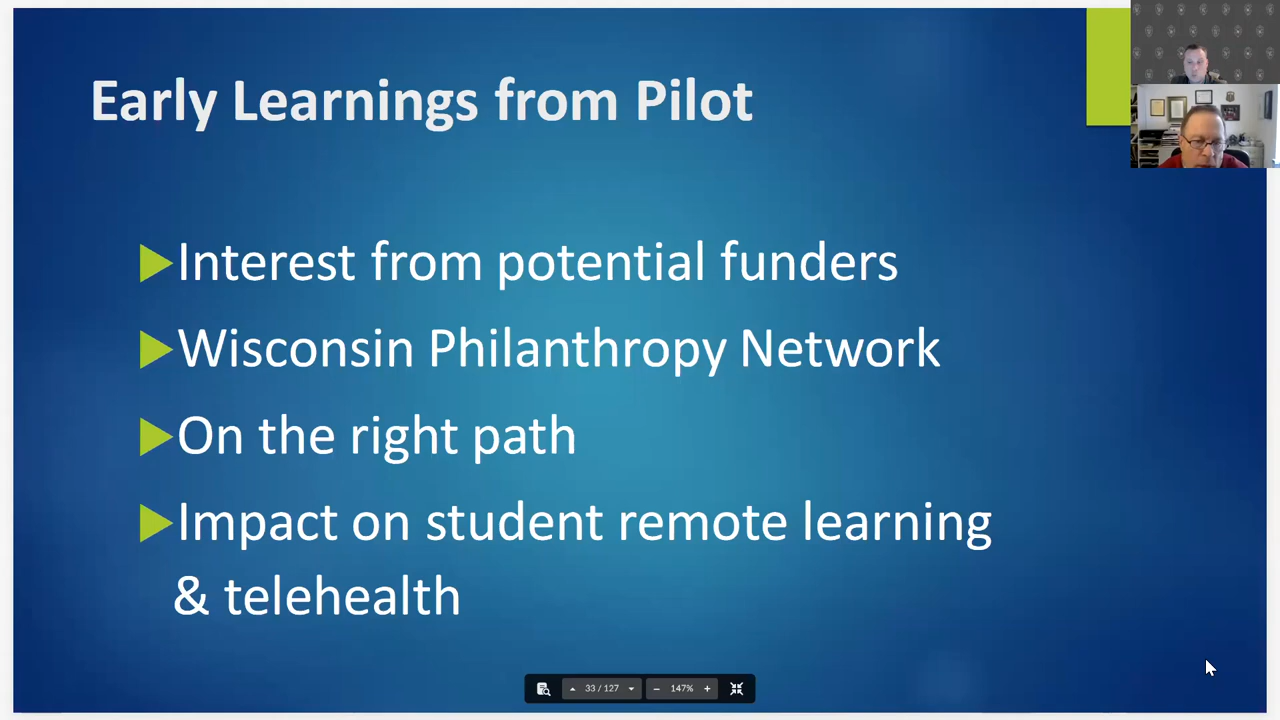 Early Learnings from Pilot
Interest from potential funders
Wisconsin Philanthropy Network
On the right path
Impact on student remote learning
& telehealth
33 / 127
147%